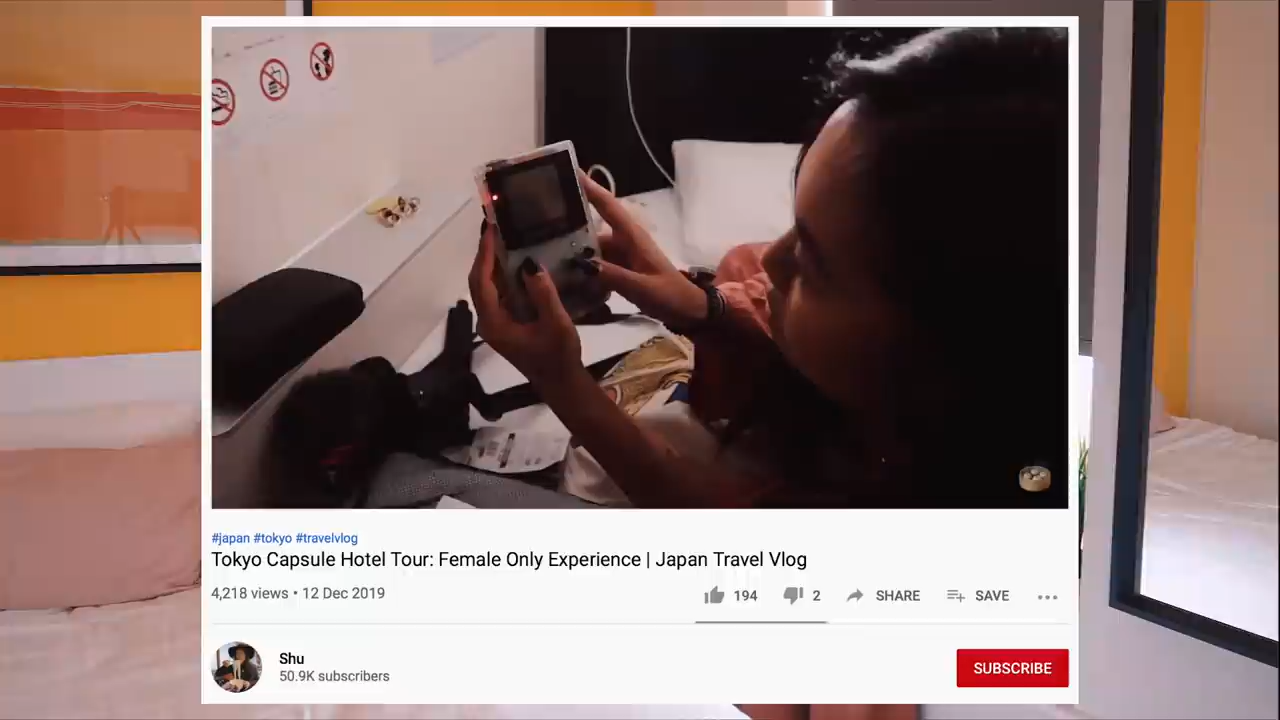 #japan #tokyo #travelvlog
Tokyo Capsule Hotel Tour: Female Only Experience | Japan Travel Vlog
4,218 views • 12 Dec 2019
194
2
SHARE
SAVE
Shu
50.9K subscribers
SUBSCRIBE